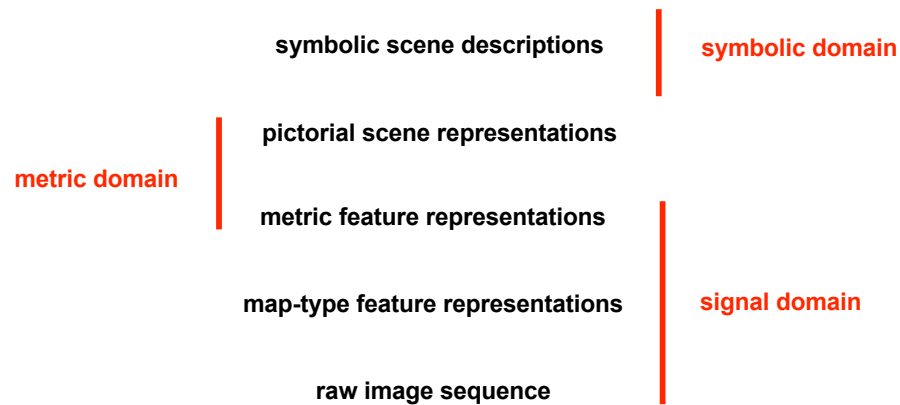 symbolic scene descriptions
symbolic domain
pictorial scene representations
metric domain
metric feature representations
map-type feature representations
signal domain
raw image sequence